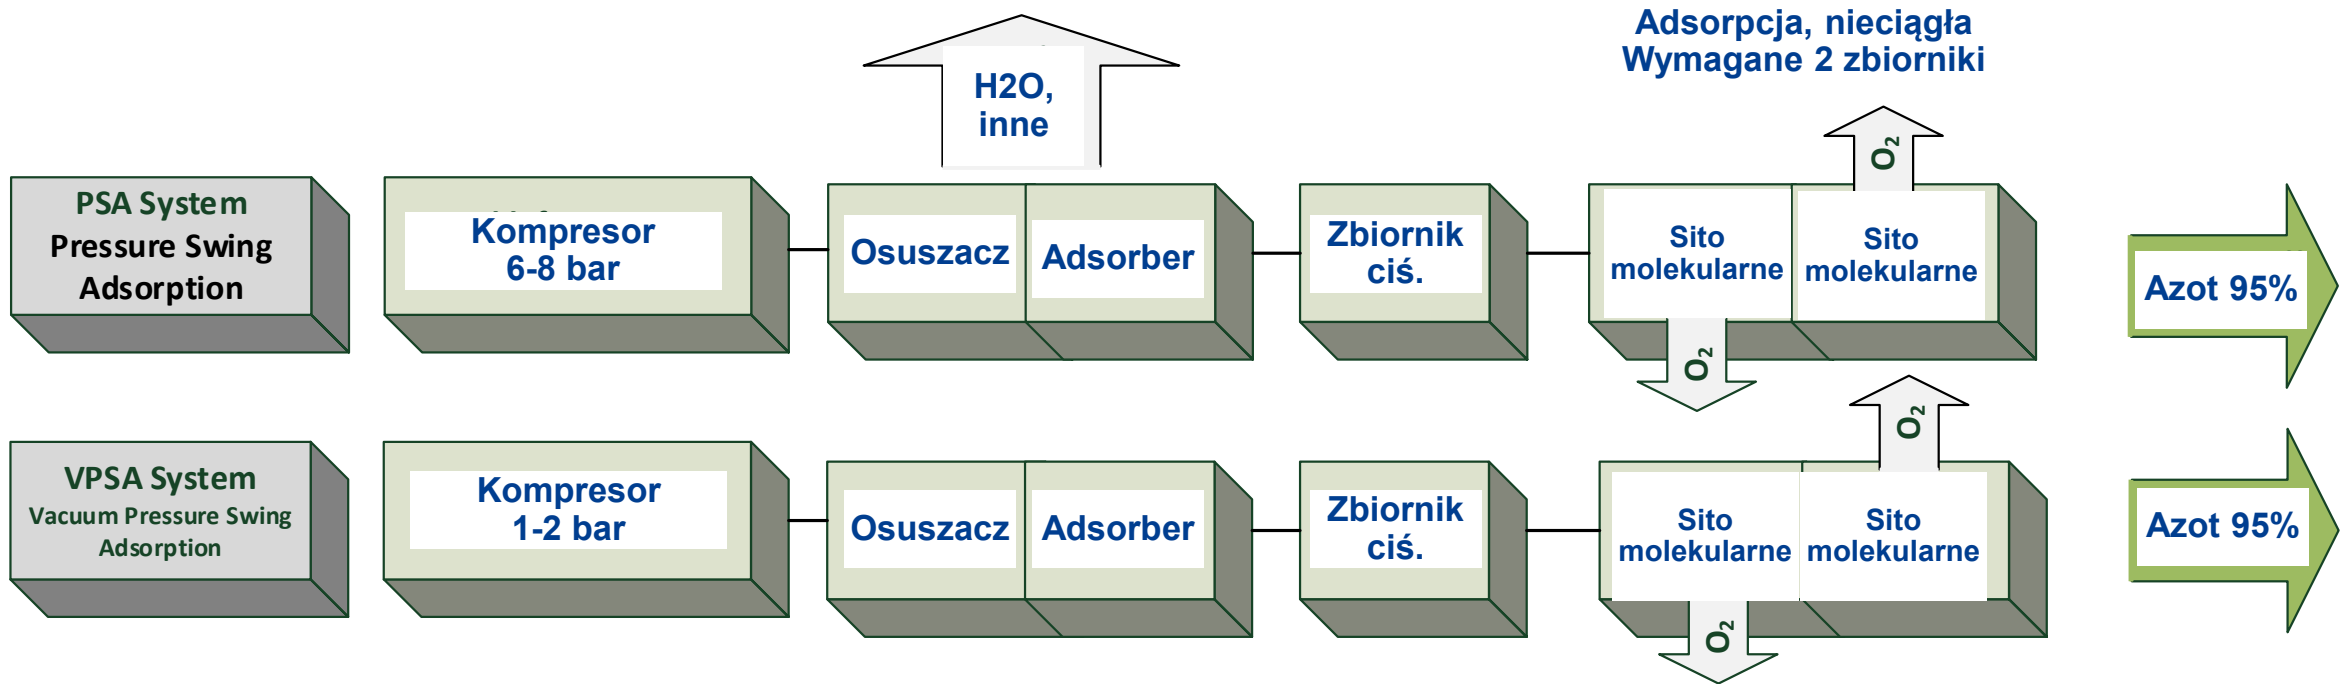 Adsorpcja, nieciągła
Wymagane 2 zbiorniki
H2O,
inne
O2
PSA System
Pressure Swing
Adsorption
Kompresor
6-8 bar
Osuszacz
Adsorber
Zbiornik
ciś.
Sito
molekularne
Sito
molekularne
Azot 95%
O2
O2
VPSA System
Vacuum Pressure Swing
Adsorption
Kompresor
1-2 bar
Osuszacz
Adsorber
Zbiornik
ciś.
Sito
molekularne
Sito
molekularne
Azot 95%
O2